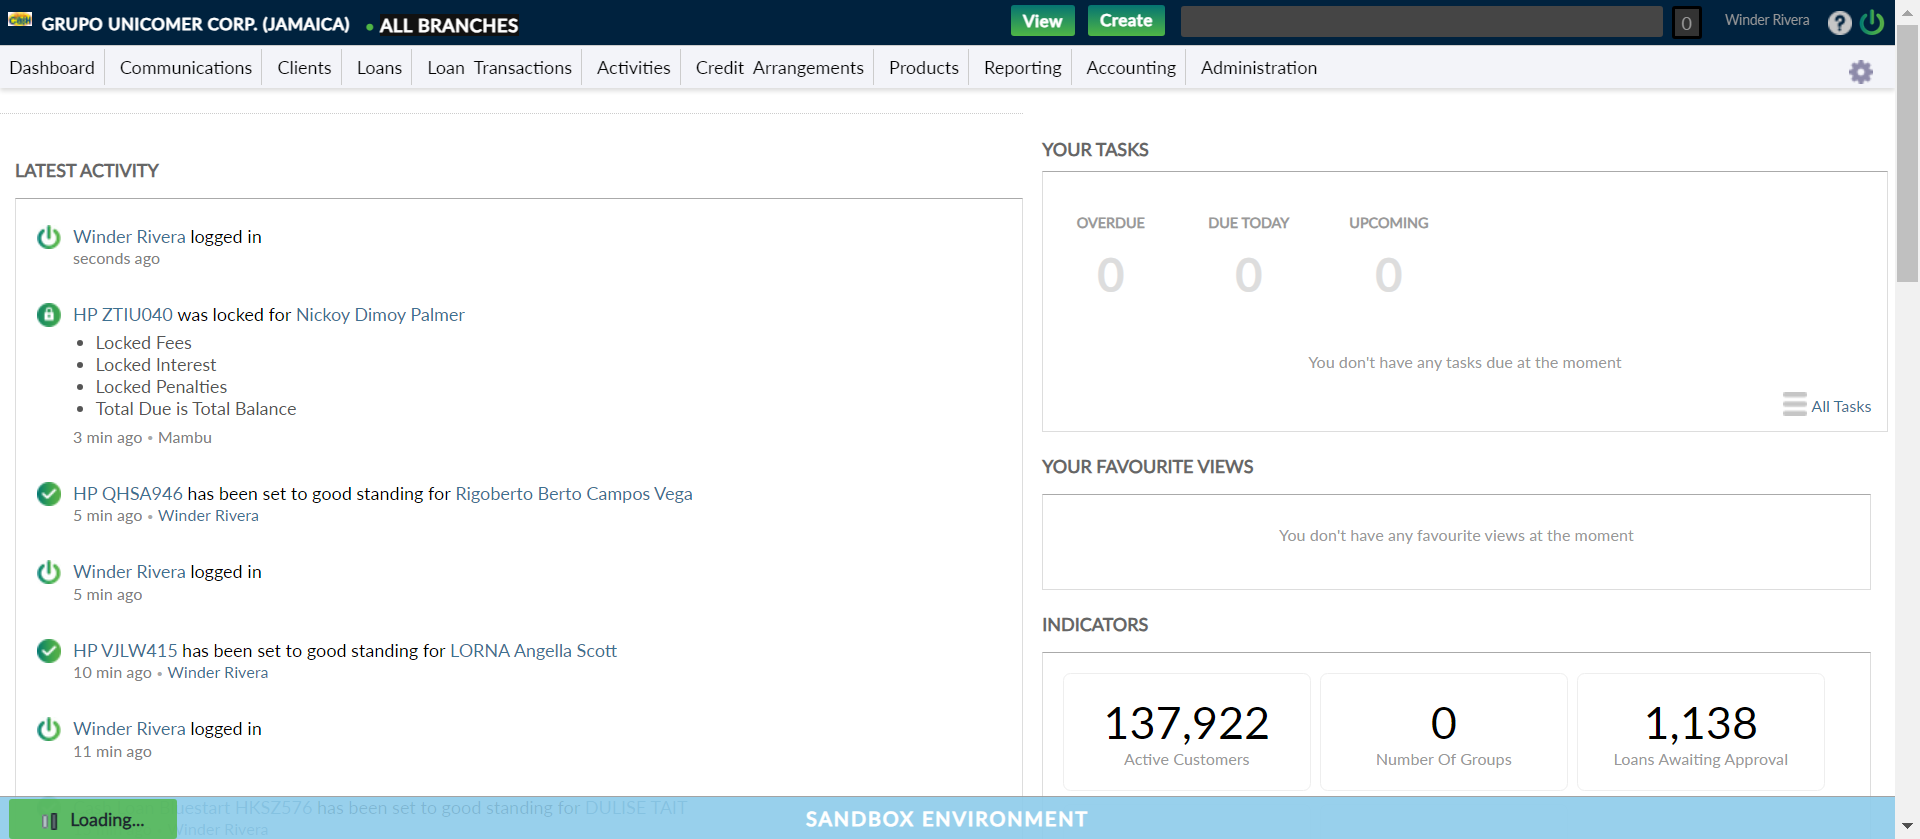 GRUPO UNICOMER CORP. (JAMAICA) • ALL BRANCHES
View
Create
0
Winder Rivera
?
Dashboard
Communications
Clients
Loans
Loan Transactions
Activities
Credit Arrangements
Products
Reporting
Accounting
Administration
LATEST ACTIVITY
Winder Rivera logged in
seconds ago
HP ZTIU040 was locked for Nickoy Dimoy Palmer
• Locked Fees
• Locked Interest
• Locked Penalties
• Total Due is Total Balance
3 min ago • Mambu
HP QHSA946 has been set to good standing for Rigoberto Berto Campos Vega
5 min ago • Winder Rivera
Winder Rivera logged in
5 min ago
HP VJLW415 has been set to good standing for LORNA Angella Scott
10 min ago • Winder Rivera
Winder Rivera logged in
11 min ago
HKSZ576 has been set to good standing for DULISE TAIT
Winder Rivera
YOUR TASKS
OVERDUE
DUE TODAY
UPCOMING
0
0
0
You don't have any tasks due at the moment
All Tasks
YOUR FAVOURITE VIEWS
You don't have any favourite views at the moment
INDICATORS
137,922
Active Customers
0
Number Of Groups
1,138
Loans Awaiting Approval
Loading...
SANDBOX ENVIRONMENT